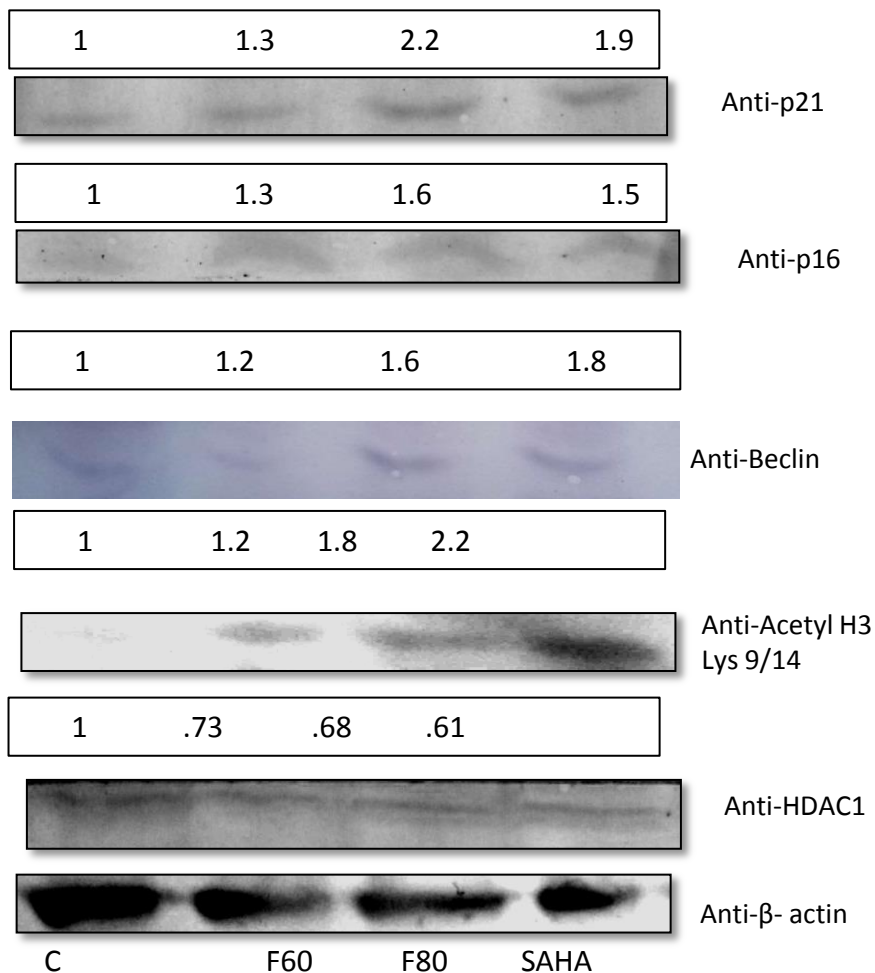 1 1.3 2.2 1.9
Anti-p21
1 1.3 1.6 1.5
Anti-p16
1 1.2 1.6 1.8
Anti-Beclin
1 1.2 1.8 2.2
Anti-Acetyl H3
Lys 9/14
1 .73 .68 .61
Anti-HDAC1
Anti-β- actin
C F60 F80 SAHA